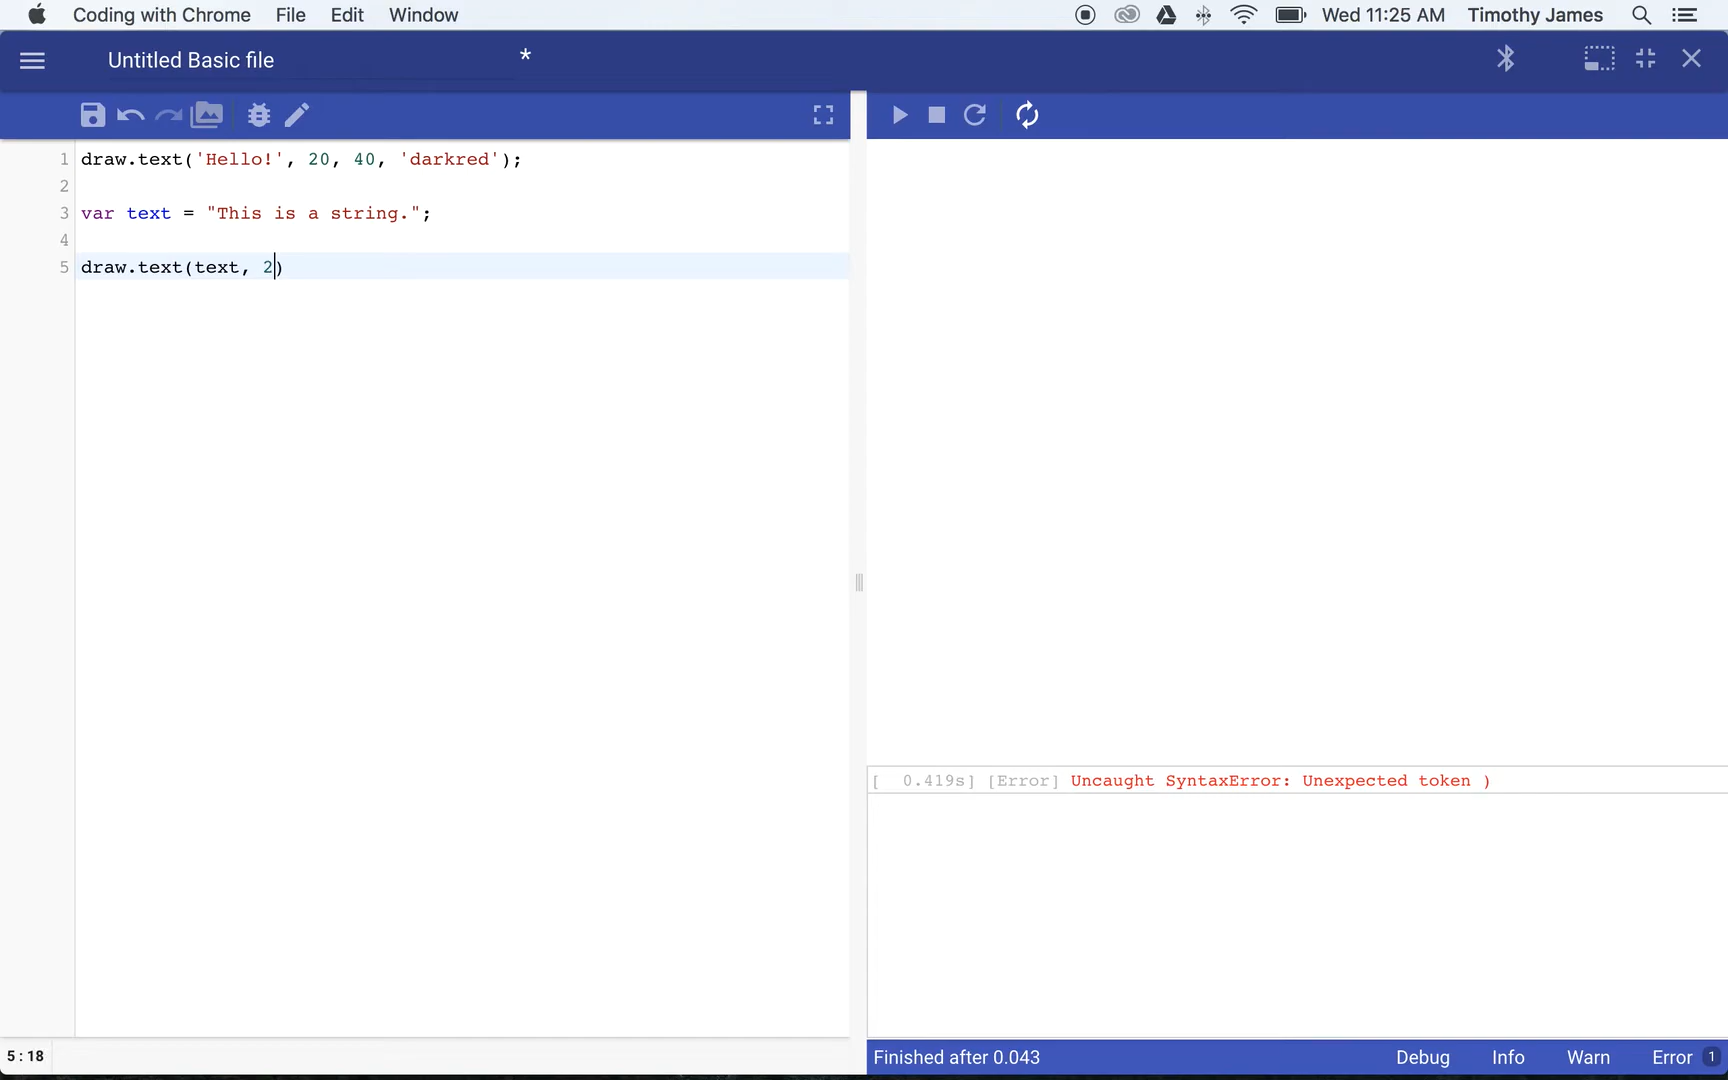 Coding with Chrome File Edit Window Wed 11:25 AM Timothy James
Untitled Basic file *
1 draw.text('Hello!', 20, 40, 'darkred');
2
3 var text = "This is a string.";
4
5 draw.text(text, 2)
[ 0.419s] [Error] Uncaught SyntaxError: Unexpected token )
5:18
Finished after 0.043 Debug Info Warn Error 1